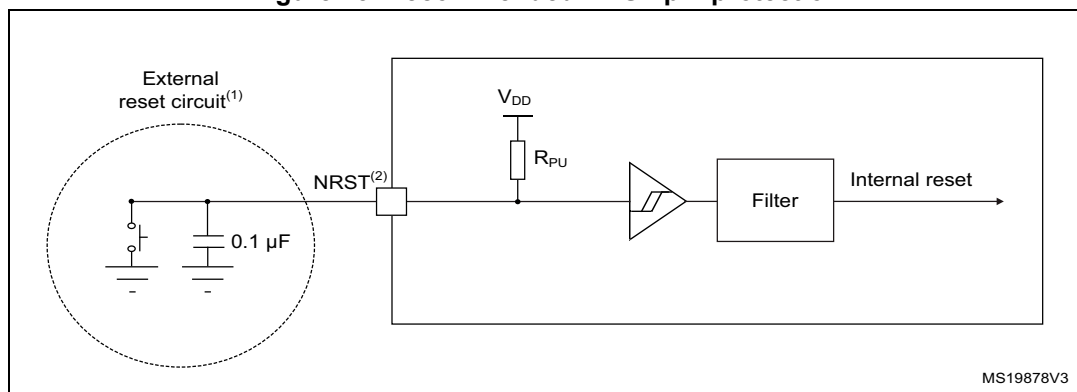 External
reset circuit(1)
VDD
RPU
NRST(2)
0.1 µF
Filter
Internal reset
MS19878V3